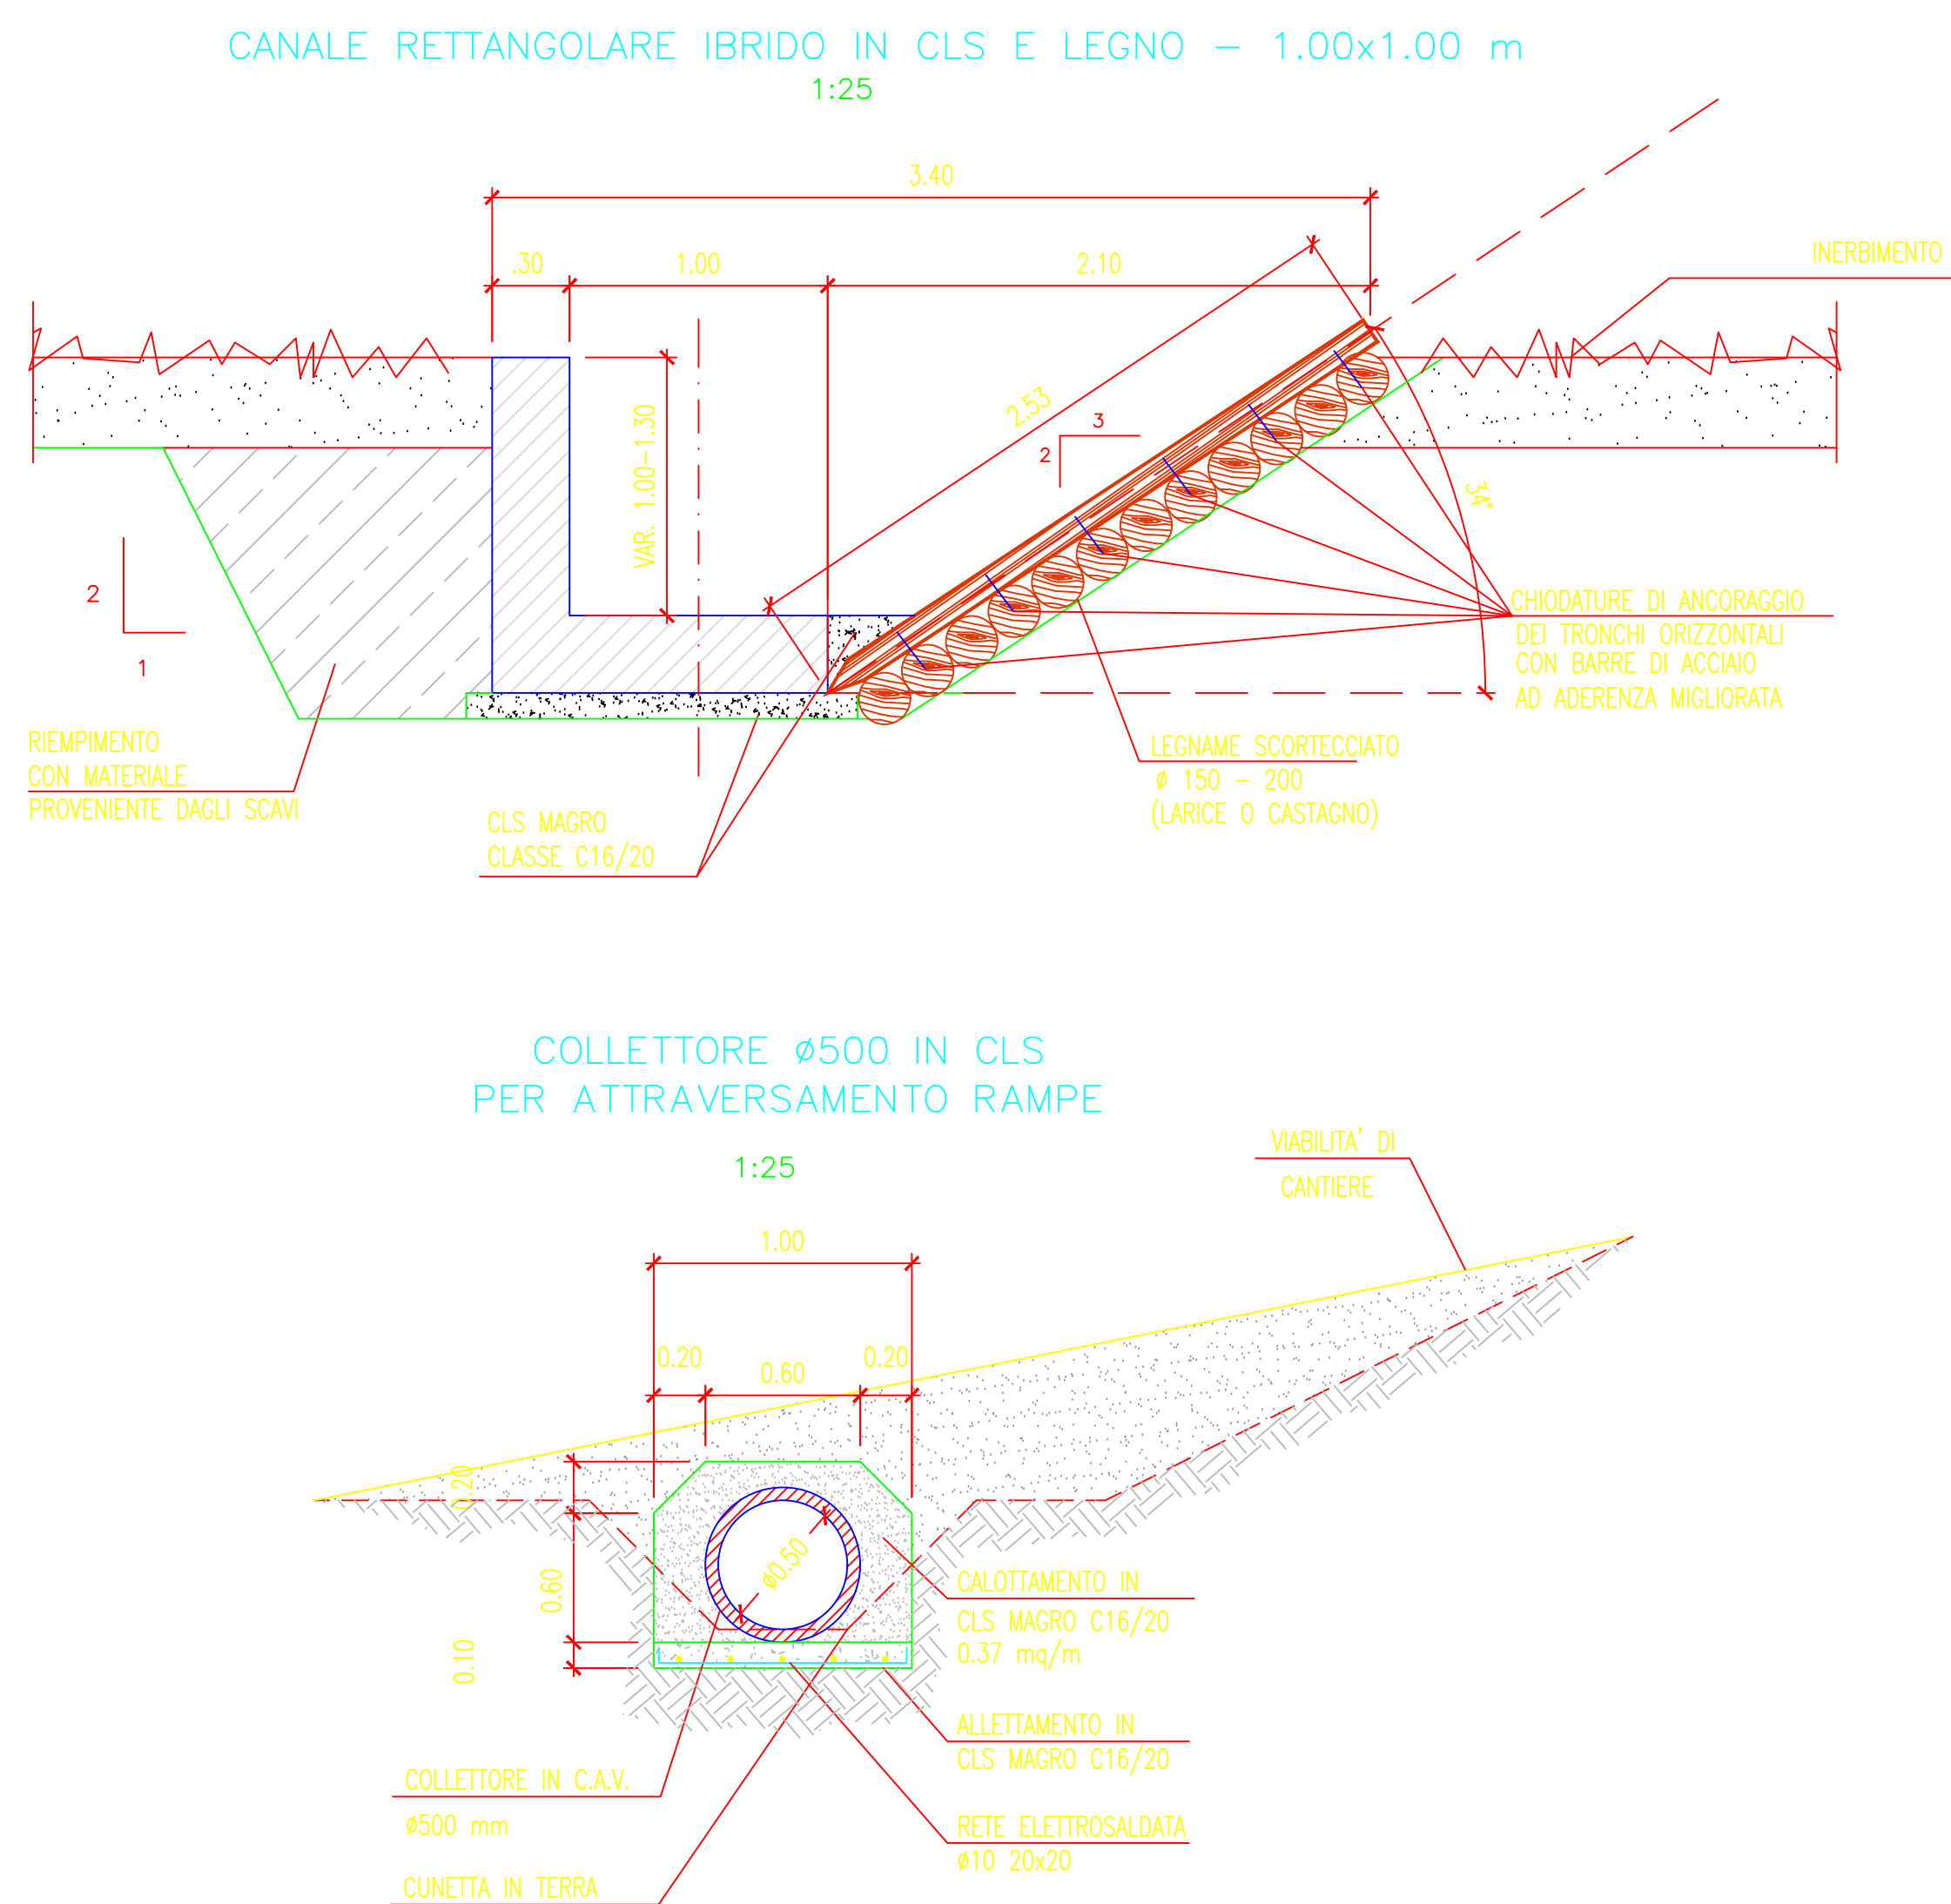 CANALE RETTANGOLARE IBRIDO IN CLS E LEGNO - 1.00x1.00 m
1:25
3.40
.30
1.00
2.10
INERBIMENTO
2.53
3
2
VAR. 1.00-1.30
34°
2
1
CHIODATURE DI ANCORAGGIO
DEI TRONCHI ORIZZONTALI
CON BARRE DI ACCIAIO
AD ADERENZA MIGLIORATA
RIEMPIMENTO
CON MATERIALE
PROVENIENTE DAGLI SCAVI
LEGNAME SCORTECCIATO
ø 150 - 200
(LARICE O CASTAGNO)
CLS MAGRO
CLASSE C16/20
COLLETTORE ø500 IN CLS
PER ATTRAVERSAMENTO RAMPE
1:25
VIABILITA' DI
CANTIERE
1.00
0.20
0.60
0.20
0.20
0.60
0.10
ø0.50
CALOTTAMENTO IN
CLS MAGRO C16/20
0.37 mq/m
ALLETTAMENTO IN
CLS MAGRO C16/20
COLLETTORE IN C.A.V.
ø500 mm
RETE ELETTROSALDATA
ø10 20x20
CUNETTA IN TERRA